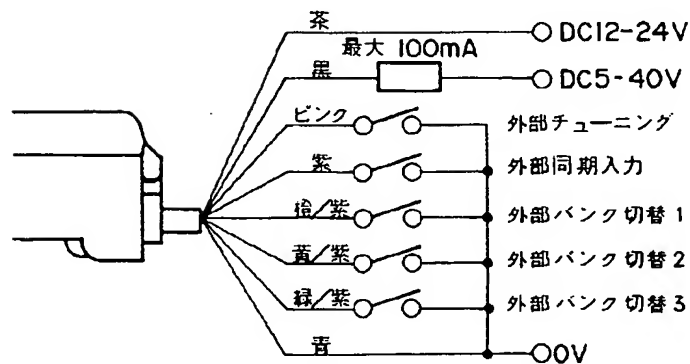 茶 DC12-24V
最大 100mA
黒 DC5-40V
ピンク 外部チューニング
紫 外部同期入力
橙/紫 外部バンク切替 1
黄/紫 外部バンク切替 2
緑/紫 外部バンク切替 3
青 0V